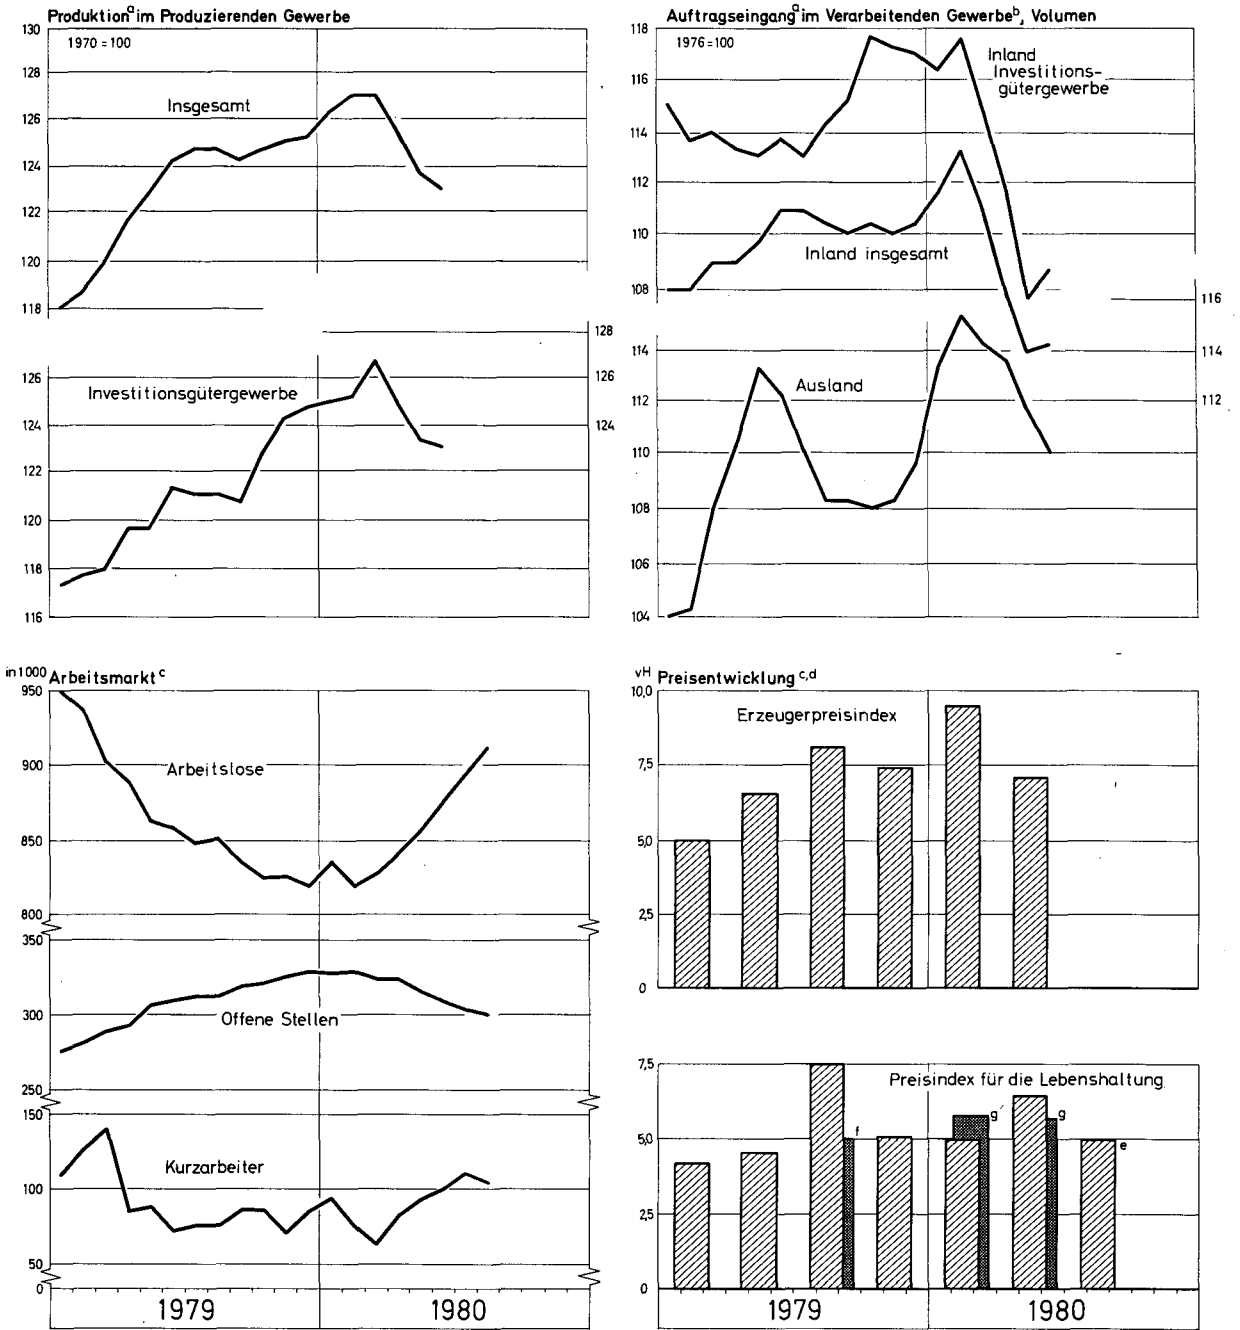 Produktion a im Produzierenden Gewerbe
130
1970 = 100
128
126
124
122
120
118
Insgesamt
128
126
124
126
124
122
120
118
116
Investitionsgütergewerbe
Auftragseingang a im Verarbeitenden Gewerbe b, Volumen
118
1976 = 100
116
114
112
110
108
Inland
Investitions-
gütergewerbe
Inland insgesamt
116
114
112
114
112
110
108
106
104
Ausland
in 1000 Arbeitsmarkt c
950
900
850
800
Arbeitslose
350
300
250
Offene Stellen
150
100
50
0
Kurzarbeiter
1979
1980
vH Preisentwicklung c,d
10,0
7,5
5,0
2,5
0
Erzeugerpreisindex
7,5
5,0
2,5
0
Preisindex für die Lebenshaltung
f
g'
g
e
1979
1980